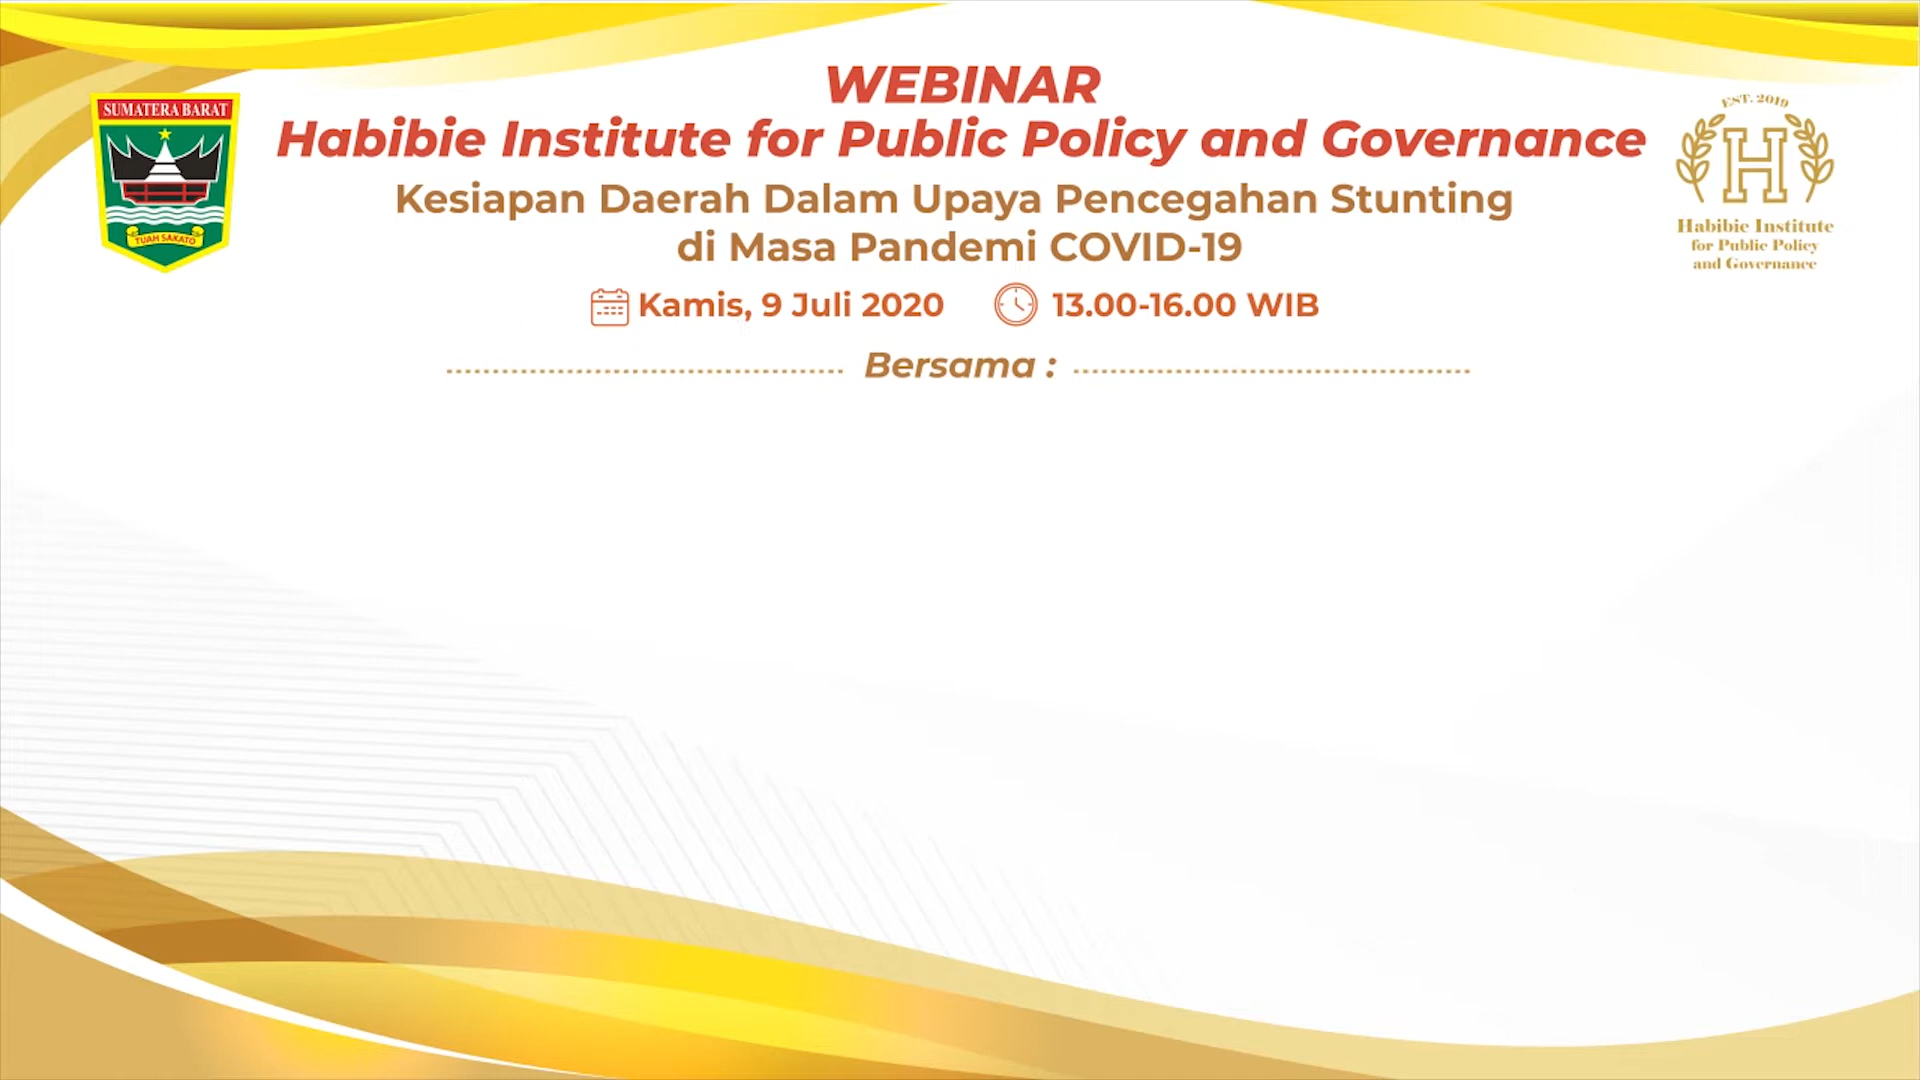 WEBINAR
Habibie Institute for Public Policy and Governance
Kesiapan Daerah Dalam Upaya Pencegahan Stunting
di Masa Pandemi COVID-19
Kamis, 9 Juli 2020
13.00-16.00 WIB
Bersama :
SUMATERA BARAT
TUAH SAKATO
EST. 2019
H
Habibie Institute
for Public Policy
and Governance